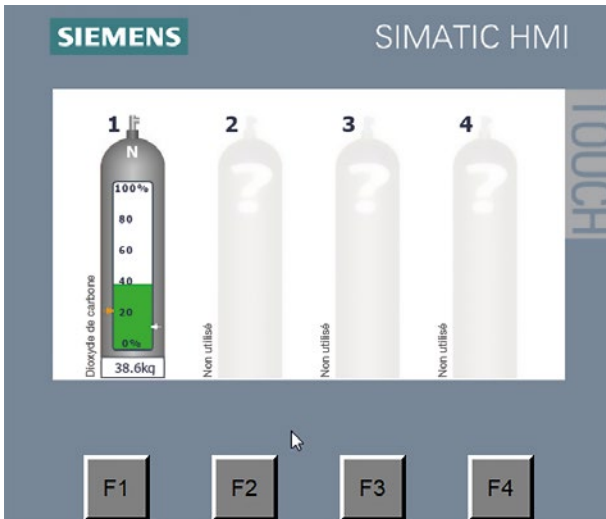 SIEMENS
SIMATIC HMI
TOUCH
1
2
3
4
N
?
?
?
100%
80
60
40
20
0%
Dioxyde de carbone
Non utilisé
Non utilisé
Non utilisé
38.6kg
F1
F2
F3
F4